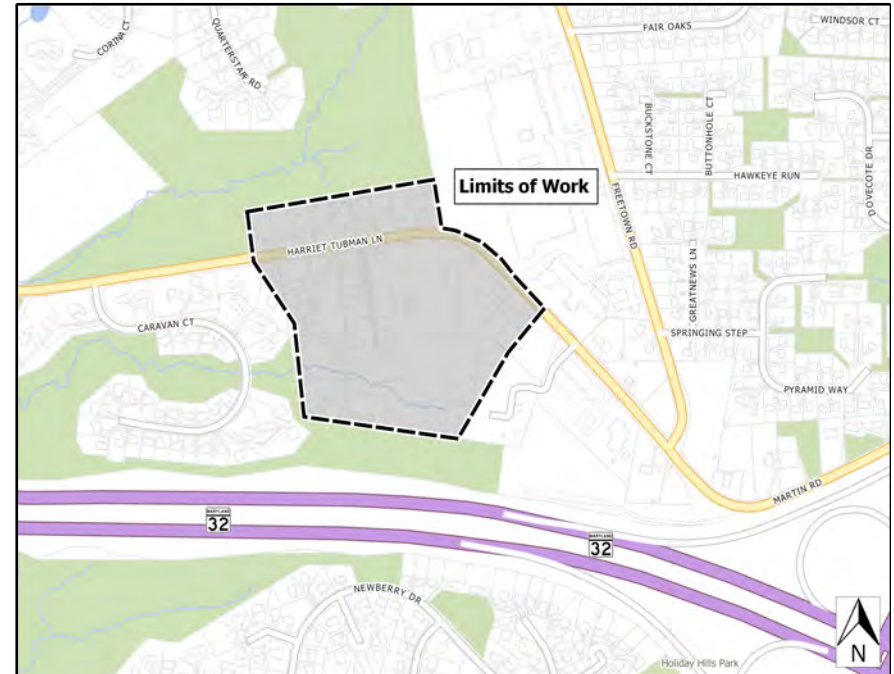 CORINA CT
QUARTERSTAFF RD
FAIR OAKS
WINDSOR CT
BUCKSTONE CT
BUTTONHOLE CT
DOVECOTE DR
HAWKEYE RUN
Limits of Work
FREETOWN RD
HARRIET TUBMAN LN
GREATNEWS LN
CARAVAN CT
SPRINGING STEP
PYRAMID WAY
MARTIN RD
MARYLAND
32
MARYLAND
32
NEWBERRY DR
Holiday Hills Park
N